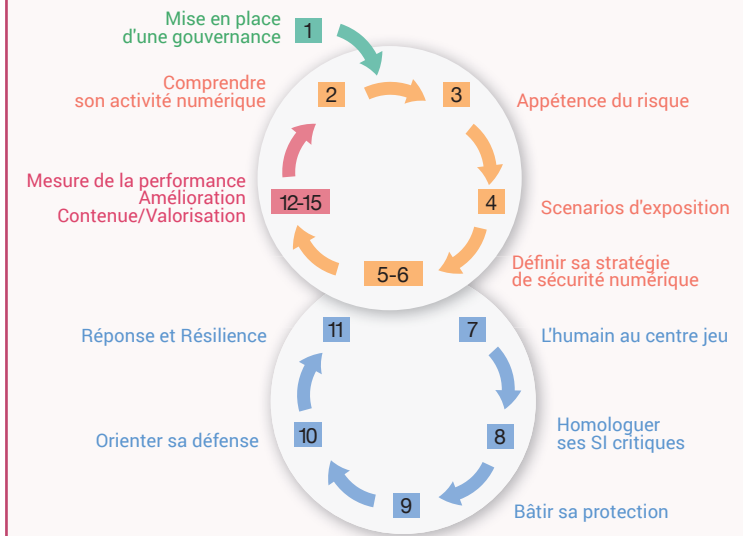 Mise en place
d'une gouvernance
1
Comprendre
son activité numérique
2
3
Appétence du risque
Mesure de la performance
Amélioration
Contenue/Valorisation
12-15
4
Scenarios d'exposition
5-6
Définir sa stratégie
de sécurité numérique
Réponse et Résilience
11
7
L'humain au centre jeu
Orienter sa défense
10
8
Homologuer
ses SI critiques
9
Bâtir sa protection